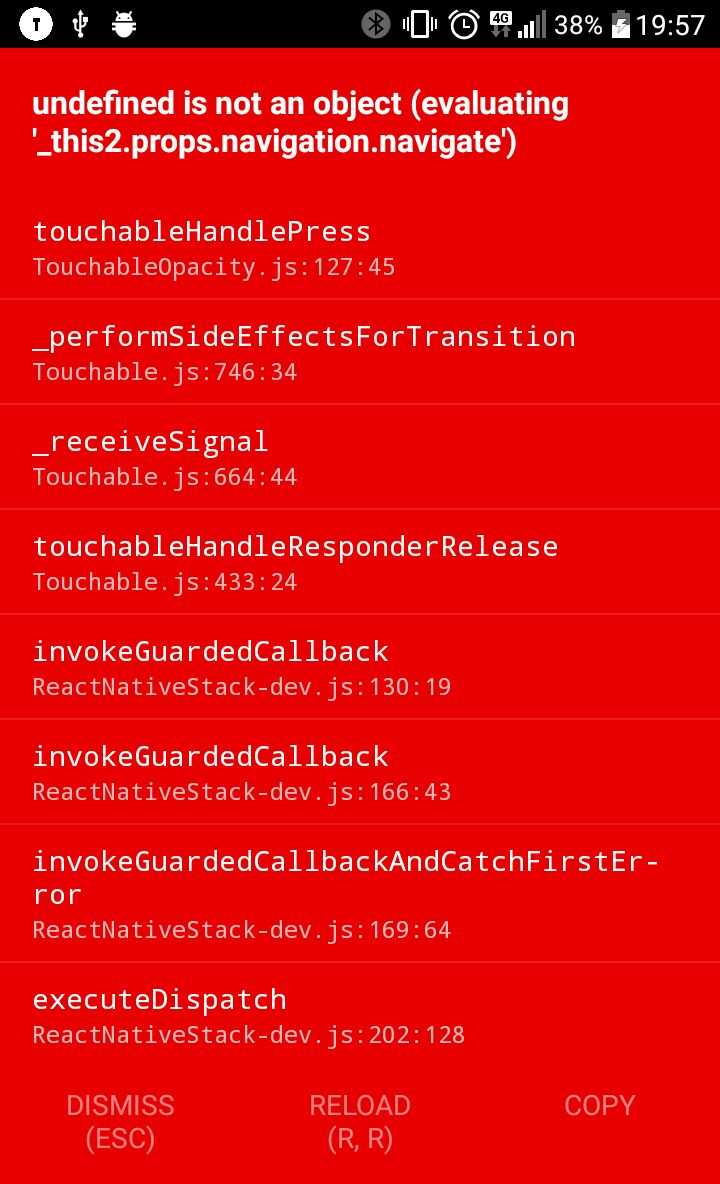 T 4G 38% 19:57
undefined is not an object (evaluating
'_this2.props.navigation.navigate')
touchableHandlePress
TouchableOpacity.js:127:45
_performSideEffectsForTransition
Touchable.js:746:34
_receiveSignal
Touchable.js:664:44
touchableHandleResponderRelease
Touchable.js:433:24
invokeGuardedCallback
ReactNativeStack-dev.js:130:19
invokeGuardedCallback
ReactNativeStack-dev.js:166:43
invokeGuardedCallbackAndCatchFirstEr-
ror
ReactNativeStack-dev.js:169:64
executeDispatch
ReactNativeStack-dev.js:202:128
DISMISS RELOAD COPY
(ESC) (R, R)